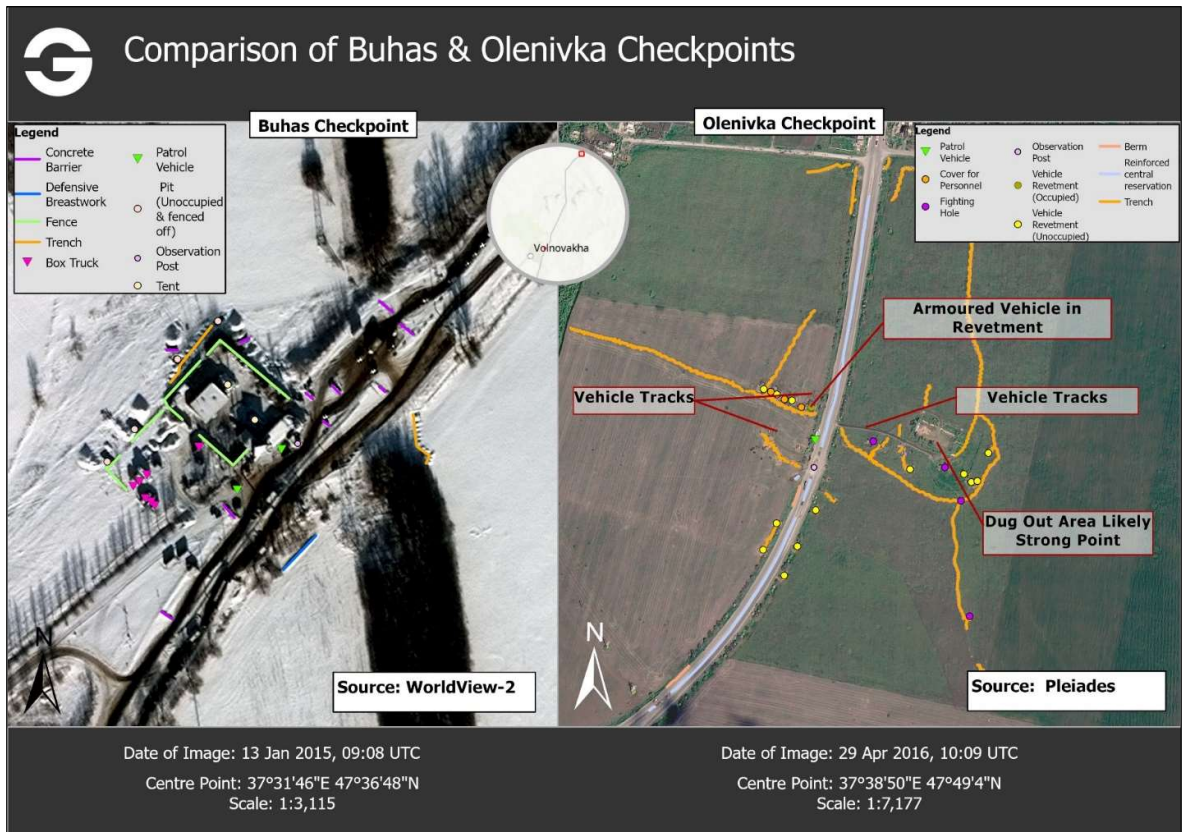 Comparison of Buhas & Olenivka Checkpoints
Buhas Checkpoint
Legend
Concrete
Barrier
Defensive
Breastwork
Fence
Trench
Box Truck
Patrol
Vehicle
Pit
(Unoccupied
& fenced
off)
Observation
Post
Tent
Volnovakha
N
Source: WorldView-2
Olenivka Checkpoint
Legend
Patrol
Vehicle
Cover for
Personnel
Fighting
Hole
Observation
Post
Vehicle
Revetment
(Occupied)
Vehicle
Revetment
(Unoccupied)
Berm
Reinforced
central
reservation
Trench
Armoured Vehicle in
Revetment
Vehicle Tracks
Vehicle Tracks
Dug Out Area Likely
Strong Point
N
Source: Pleiades
Date of Image: 13 Jan 2015, 09:08 UTC
Centre Point: 37°31'46"E 47°36'48"N
Scale: 1:3,115
Date of Image: 29 Apr 2016, 10:09 UTC
Centre Point: 37°38'50"E 47°49'4"N
Scale: 1:7,177